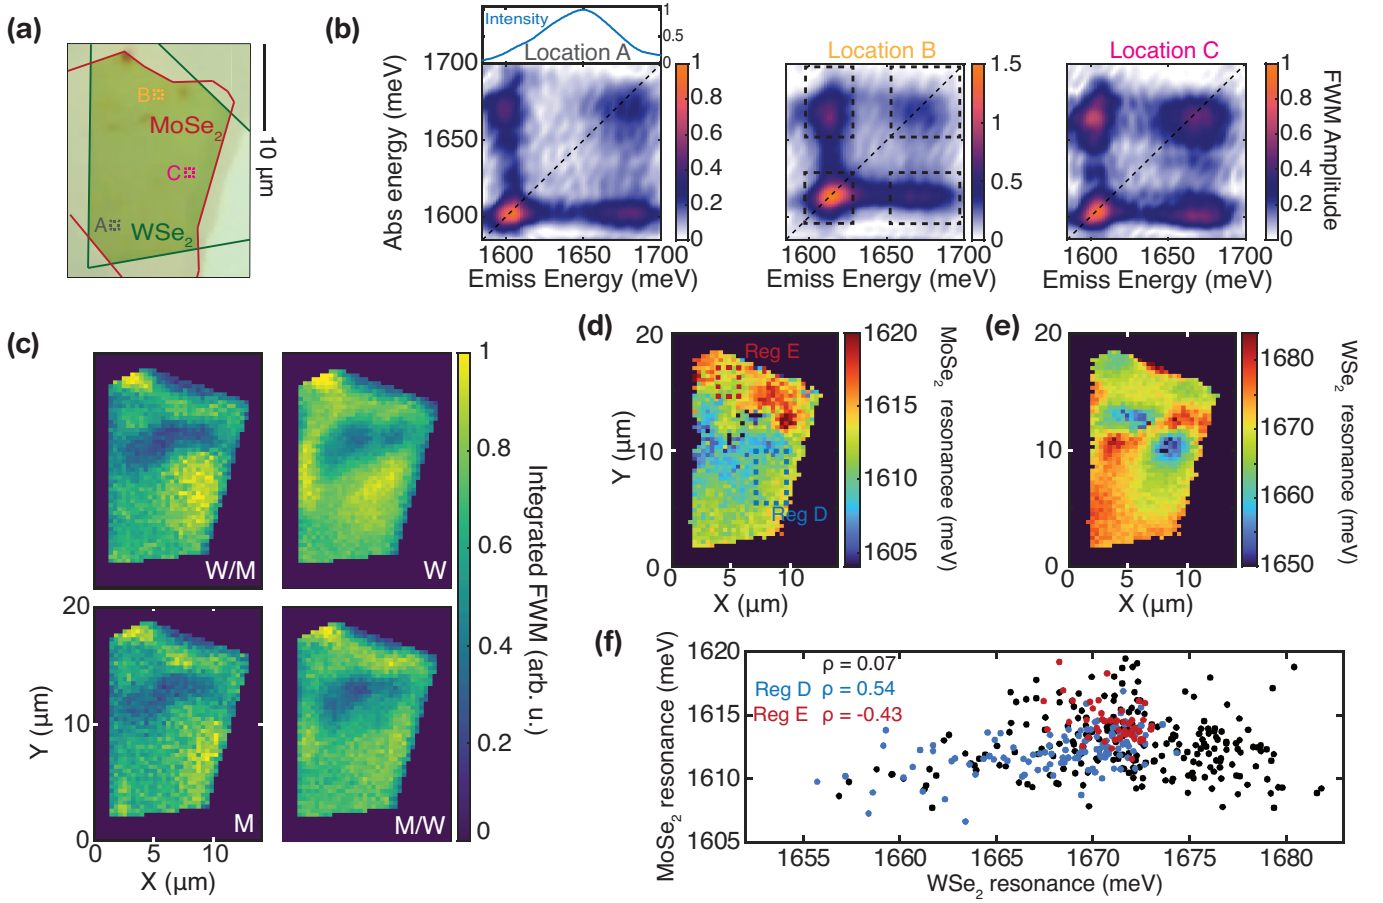 (a)
B
MoSe2
C
A
WSe2
10 µm
(b)
Intensity
1
0.5
0
Location A
Location B
Location C
Abs energy (meV)
1700
1650
1600
1600
1650
1700
Emiss Energy (meV)
1
0.8
0.6
0.4
0.2
0
1600
1650
1700
Emiss Energy (meV)
1.5
1
0.5
0
1600
1650
1700
Emiss Energy (meV)
1
0.8
0.6
0.4
0.2
0
FWM Amplitude
(c)
W/M
W
20
10
0
Y (µm)
M
M/W
0
5
10
X (µm)
1
0.8
0.6
0.4
0.2
0
Integrated FWM (arb. u.)
(d)
20
10
0
Y (µm)
Reg E
Reg D
0
5
10
X (µm)
1620
1615
1610
1605
MoSe2 resonancee (meV)
(e)
20
10
0
0
5
10
X (µm)
1680
1670
1660
1650
WSe2 resonance (meV)
(f)
MoSe2 resonance (meV)
1620
1615
1610
1605
ρ = 0.07
Reg D ρ = 0.54
Reg E ρ = -0.43
1655
1660
1665
1670
1675
1680
WSe2 resonance (meV)